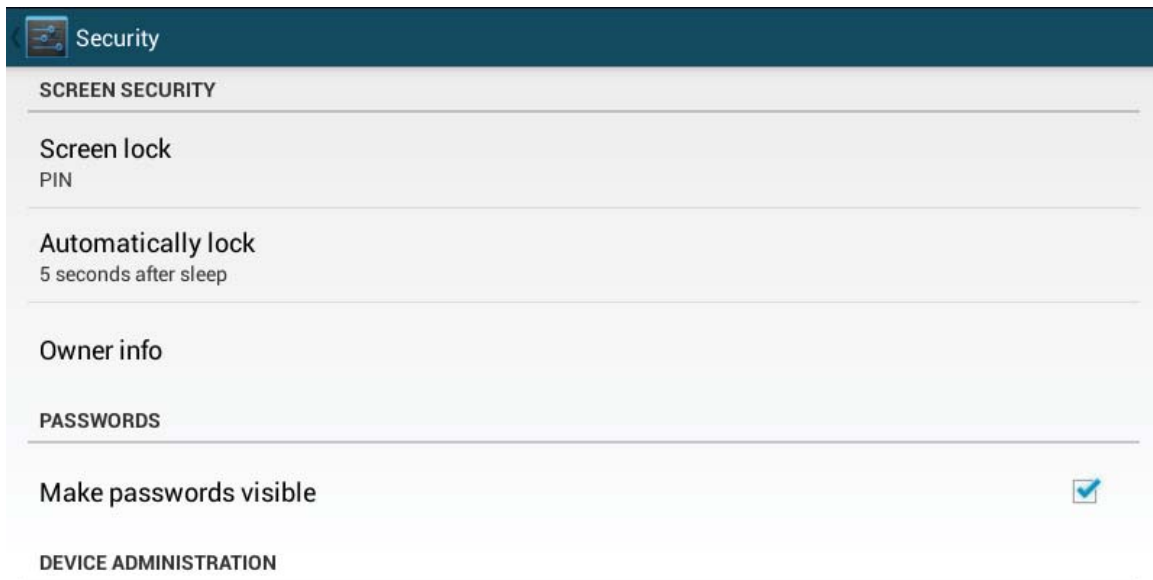 Security
SCREEN SECURITY
Screen lock
PIN
Automatically lock
5 seconds after sleep
Owner info
PASSWORDS
Make passwords visible
DEVICE ADMINISTRATION